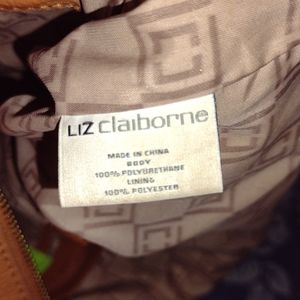 LIZ claiborne
MADE IN CHINA
BODY
100% POLYURETHANE
LINING
100% POLYESTER